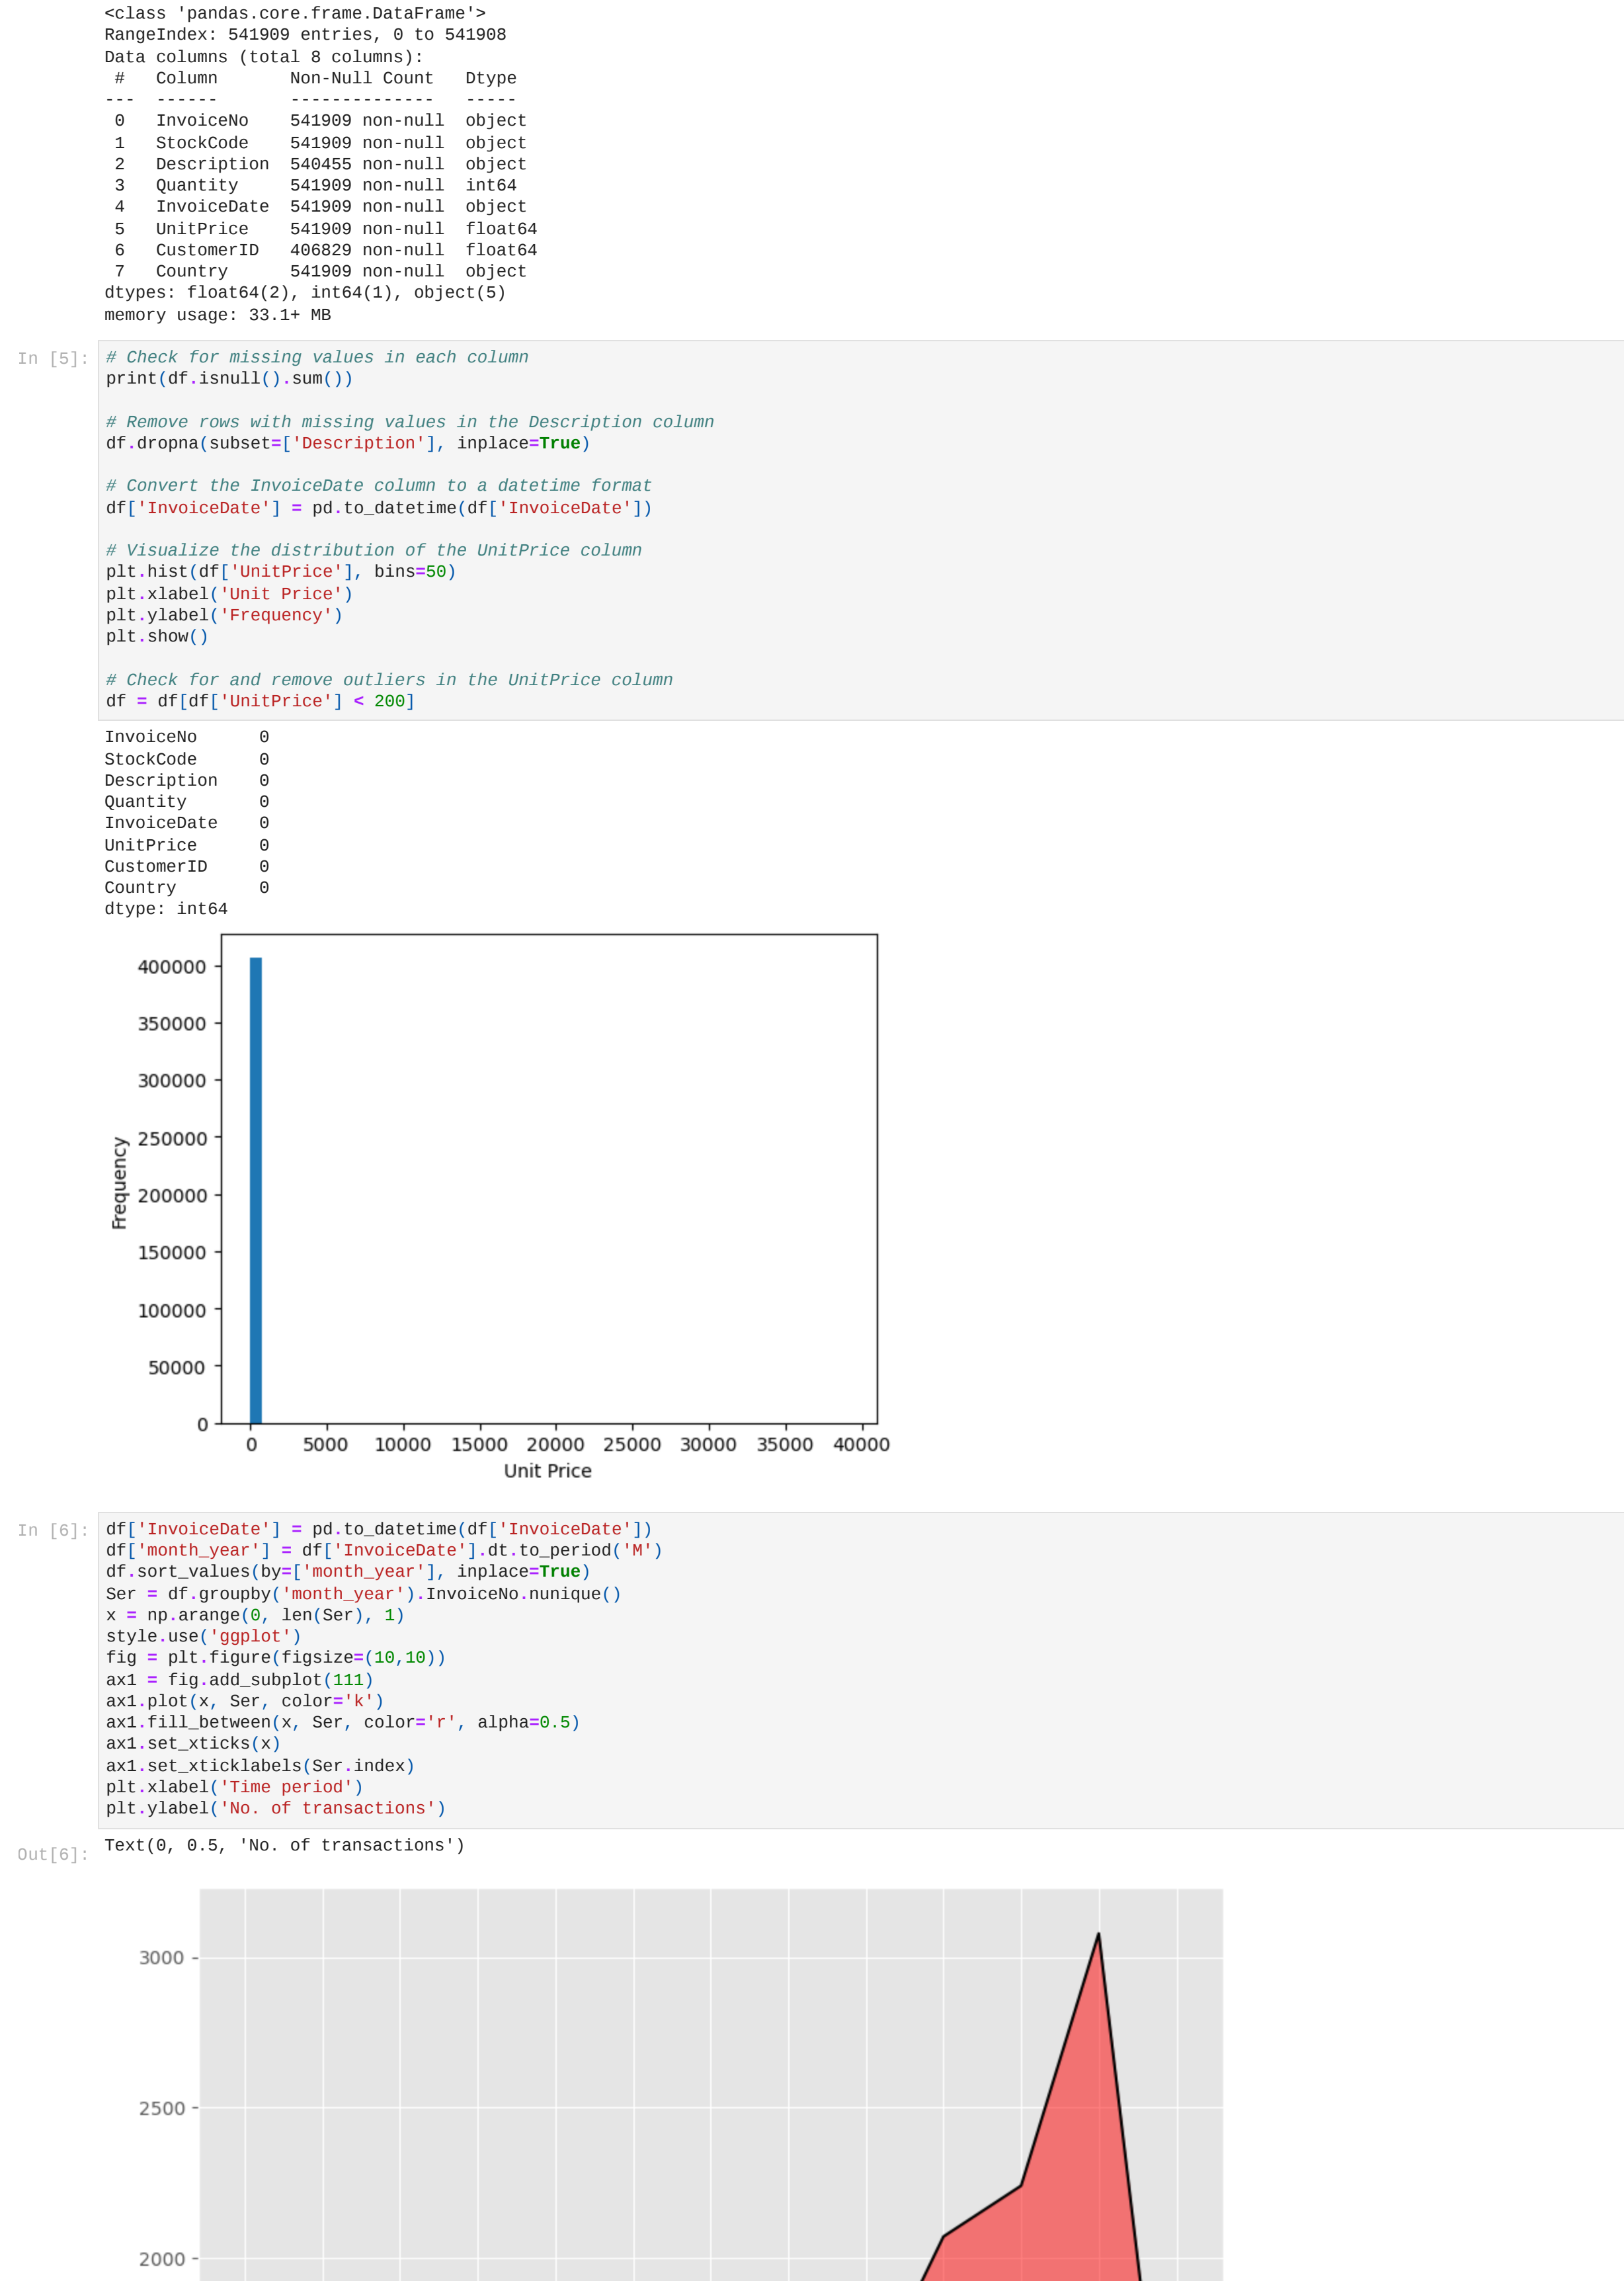 <class 'pandas.core.frame.DataFrame'>
RangeIndex: 541909 entries, 0 to 541908
Data columns (total 8 columns):
 #   Column       Non-Null Count   Dtype
---  ------       --------------   -----
 0   InvoiceNo    541909 non-null  object
 1   StockCode    541909 non-null  object
 2   Description  540455 non-null  object
 3   Quantity     541909 non-null  int64
 4   InvoiceDate  541909 non-null  object
 5   UnitPrice    541909 non-null  float64
 6   CustomerID   406829 non-null  float64
 7   Country      541909 non-null  object
dtypes: float64(2), int64(1), object(5)
memory usage: 33.1+ MB
In [5]:
# Check for missing values in each column
print(df.isnull().sum())
# Remove rows with missing values in the Description column
df.dropna(subset=['Description'], inplace=True)
# Convert the InvoiceDate column to a datetime format
df['InvoiceDate'] = pd.to_datetime(df['InvoiceDate'])
# Visualize the distribution of the UnitPrice column
plt.hist(df['UnitPrice'], bins=50)
plt.xlabel('Unit Price')
plt.ylabel('Frequency')
plt.show()
# Check for and remove outliers in the UnitPrice column
df = df[df['UnitPrice'] < 200]
InvoiceNo      0
StockCode      0
Description    0
Quantity       0
InvoiceDate    0
UnitPrice      0
CustomerID     0
Country        0
dtype: int64
400000
350000
300000
250000
200000
150000
100000
50000
0
Frequency
0 5000 10000 15000 20000 25000 30000 35000 40000
Unit Price
In [6]:
df['InvoiceDate'] = pd.to_datetime(df['InvoiceDate'])
df['month_year'] = df['InvoiceDate'].dt.to_period('M')
df.sort_values(by=['month_year'], inplace=True)
Ser = df.groupby('month_year').InvoiceNo.nunique()
x = np.arange(0, len(Ser), 1)
style.use('ggplot')
fig = plt.figure(figsize=(10,10))
ax1 = fig.add_subplot(111)
ax1.plot(x, Ser, color='k')
ax1.fill_between(x, Ser, color='r', alpha=0.5)
ax1.set_xticks(x)
ax1.set_xticklabels(Ser.index)
plt.xlabel('Time period')
plt.ylabel('No. of transactions')
Out[6]:
Text(0, 0.5, 'No. of transactions')
3000
2500
2000